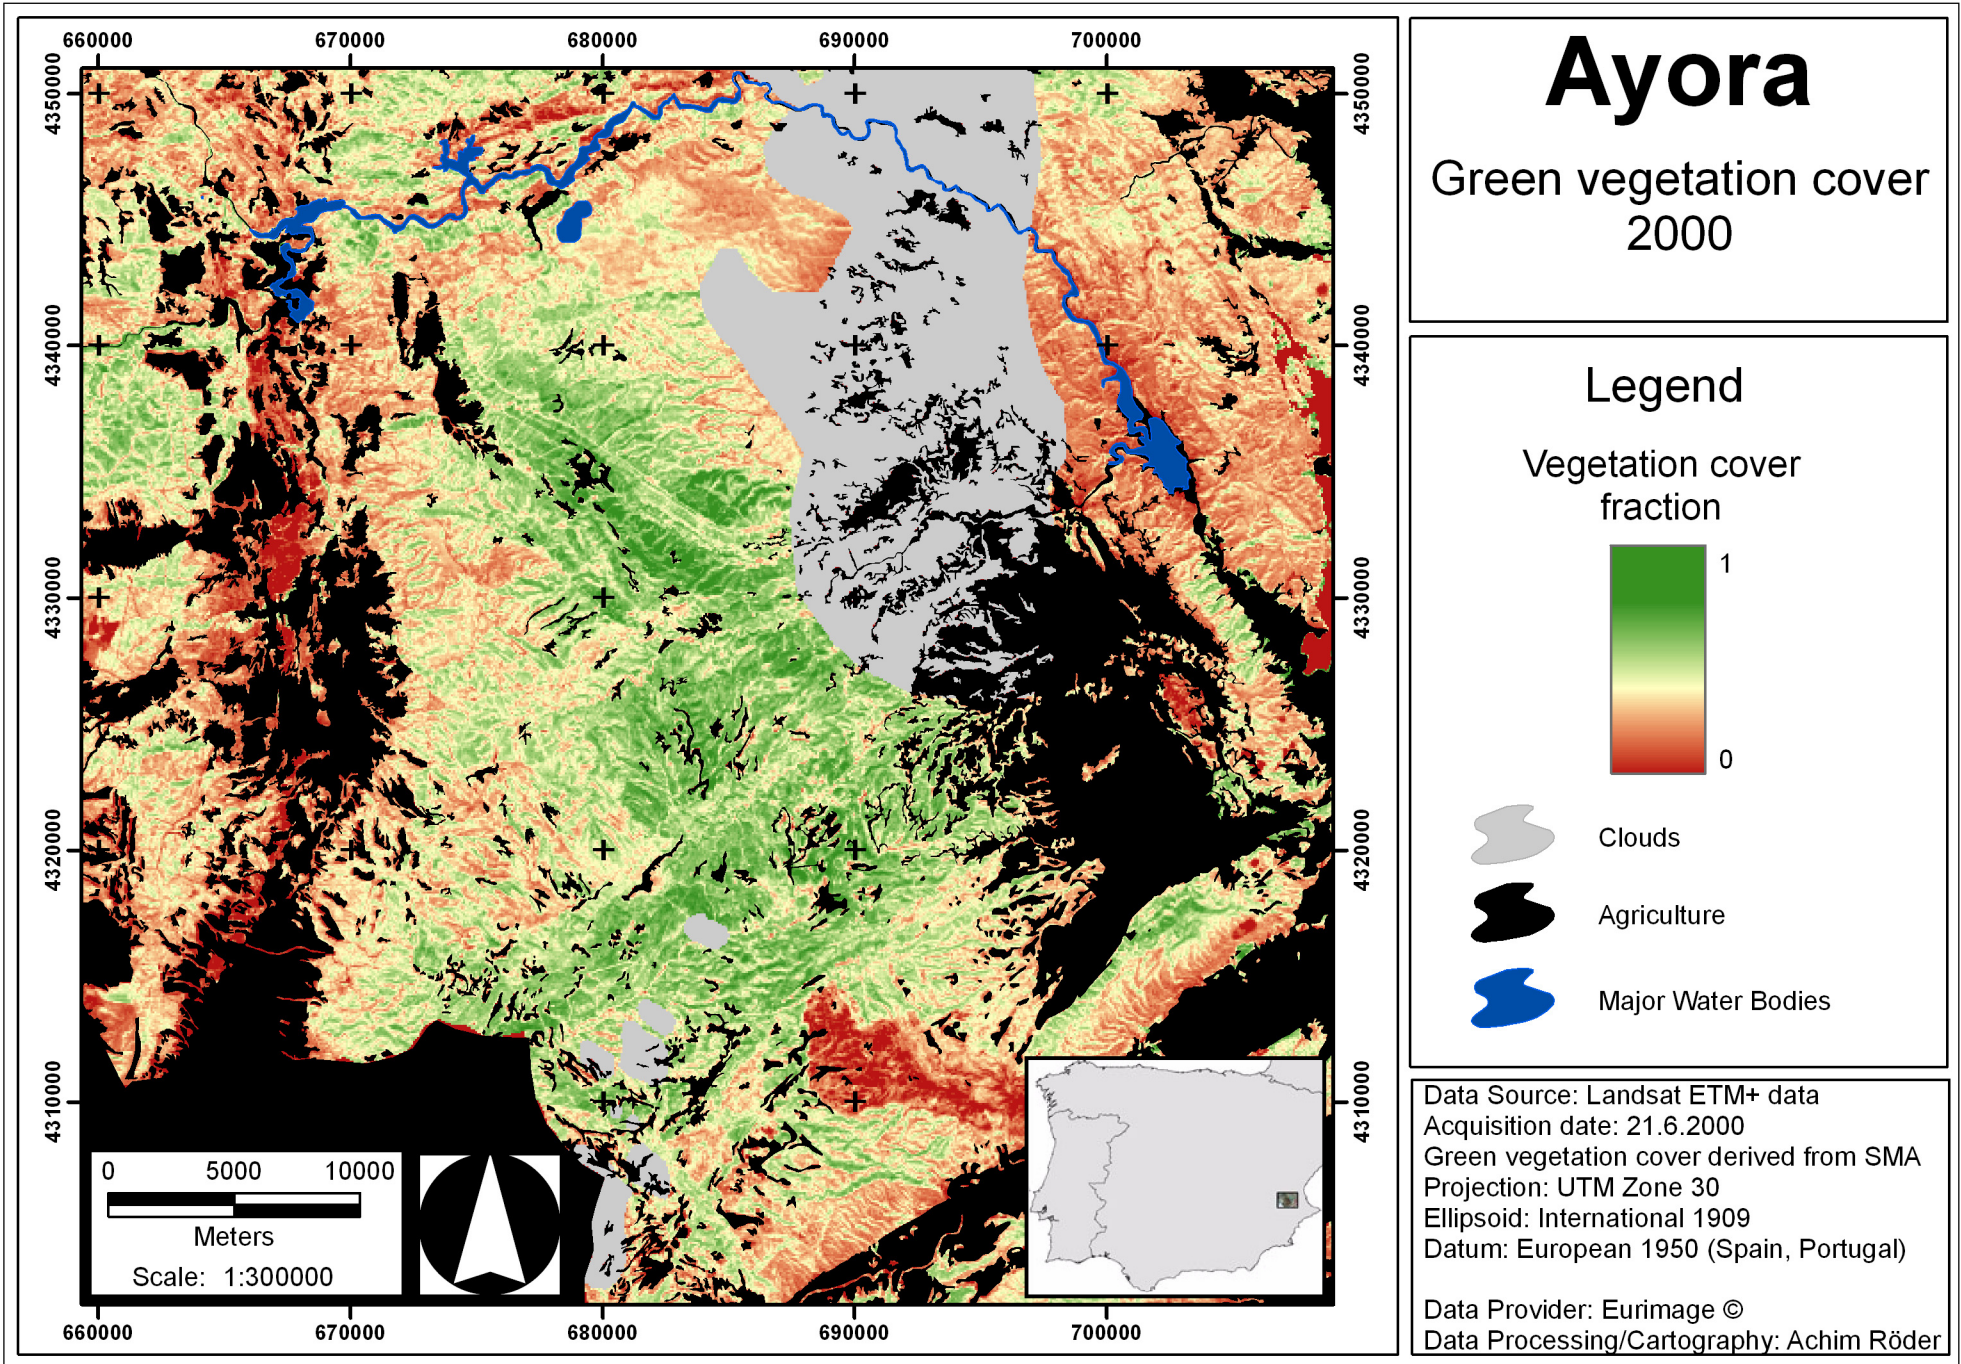 660000 670000 680000 690000 700000
4350000 4350000
4340000 4340000
4330000 4330000
4320000 4320000
4310000 4310000
0 5000 10000
Meters
Scale: 1:300000
660000 670000 680000 690000 700000
Ayora
Green vegetation cover
2000
Legend
Vegetation cover
fraction
1
0
Clouds
Agriculture
Major Water Bodies
Data Source: Landsat ETM+ data
Acquisition date: 21.6.2000
Green vegetation cover derived from SMA
Projection: UTM Zone 30
Ellipsoid: International 1909
Datum: European 1950 (Spain, Portugal)
Data Provider: Eurimage ©
Data Processing/Cartography: Achim Röder